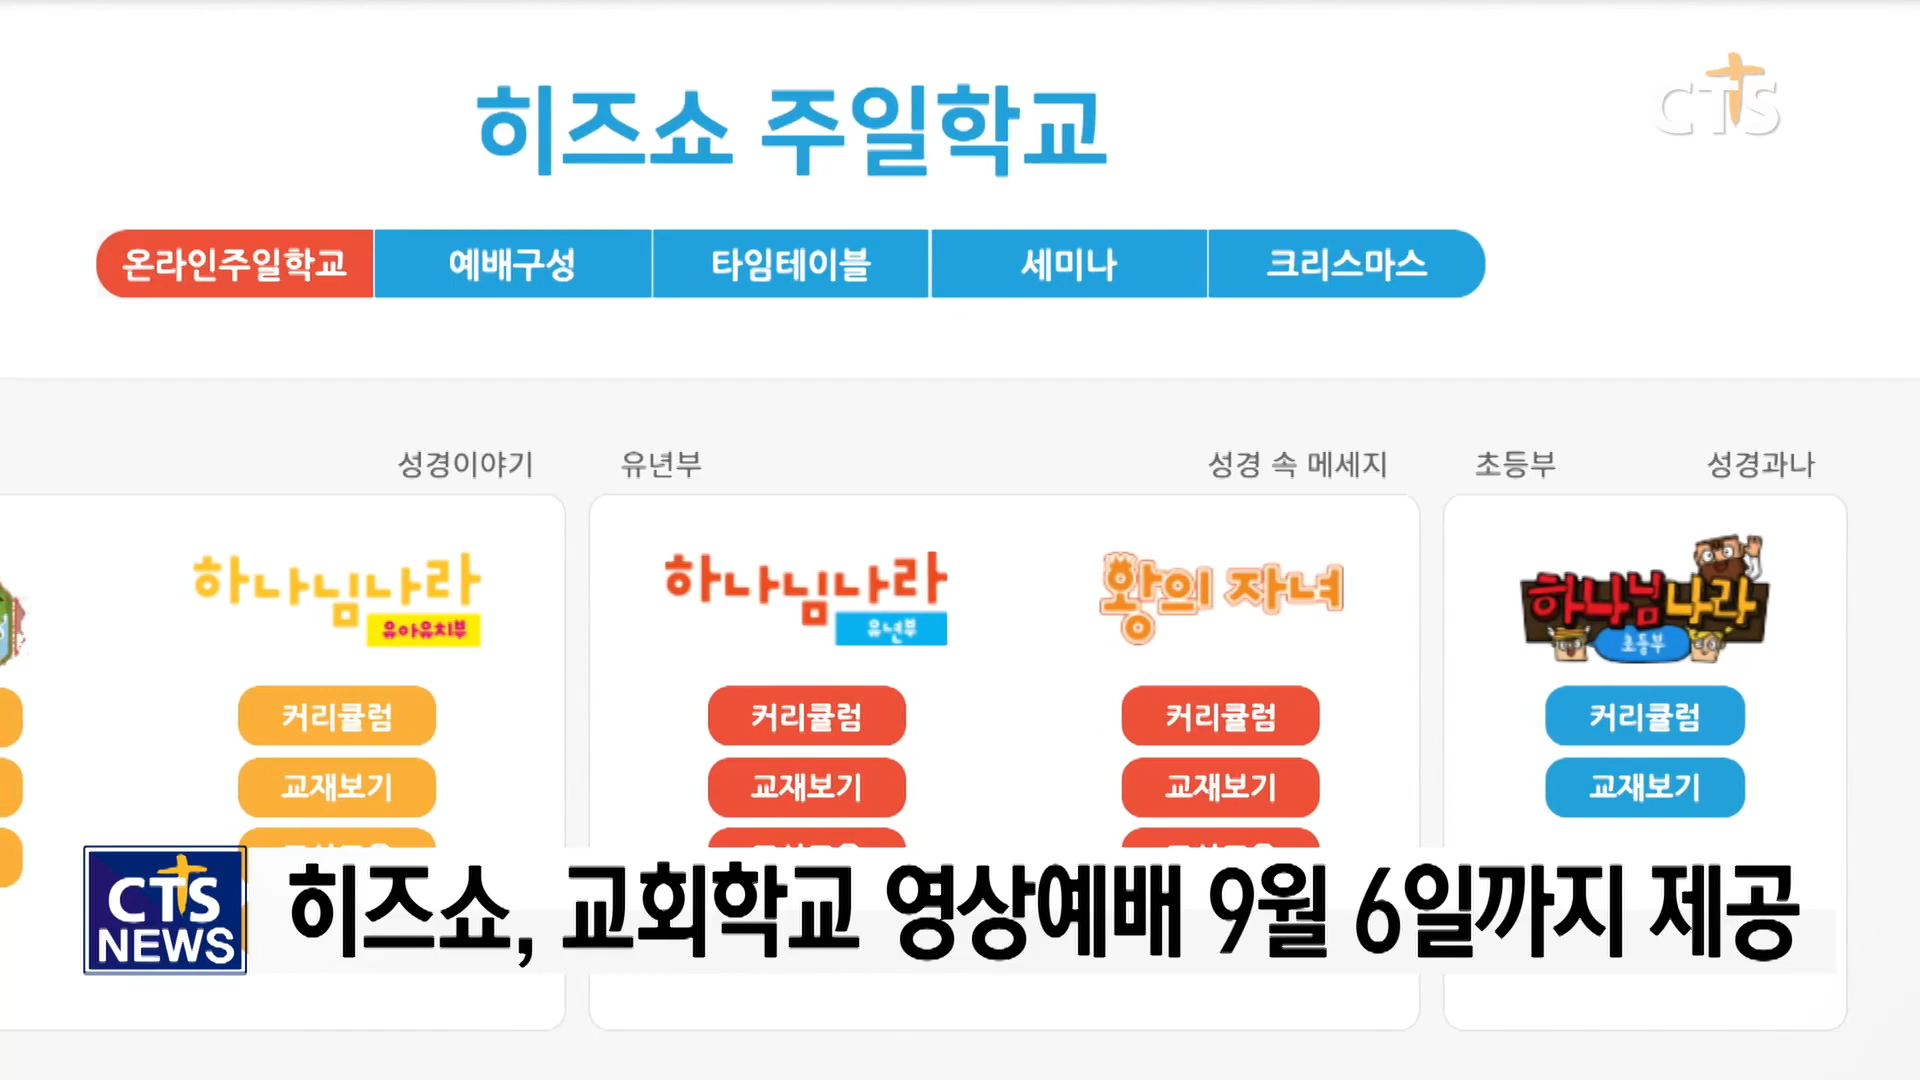 CTS
히즈쇼 주일학교
온라인주일학교 예배구성 타임테이블 세미나 크리스마스
성경이야기 유년부 성경 속 메세지 초등부 성경과나
하나님나라 유아유치부
하나님나라 유년부
왕의 자녀
하나님나라 초등부
커리큘럼 커리큘럼 커리큘럼 커리큘럼
교재보기 교재보기 교재보기 교재보기
CTS NEWS
히즈쇼, 교회학교 영상예배 9월 6일까지 제공